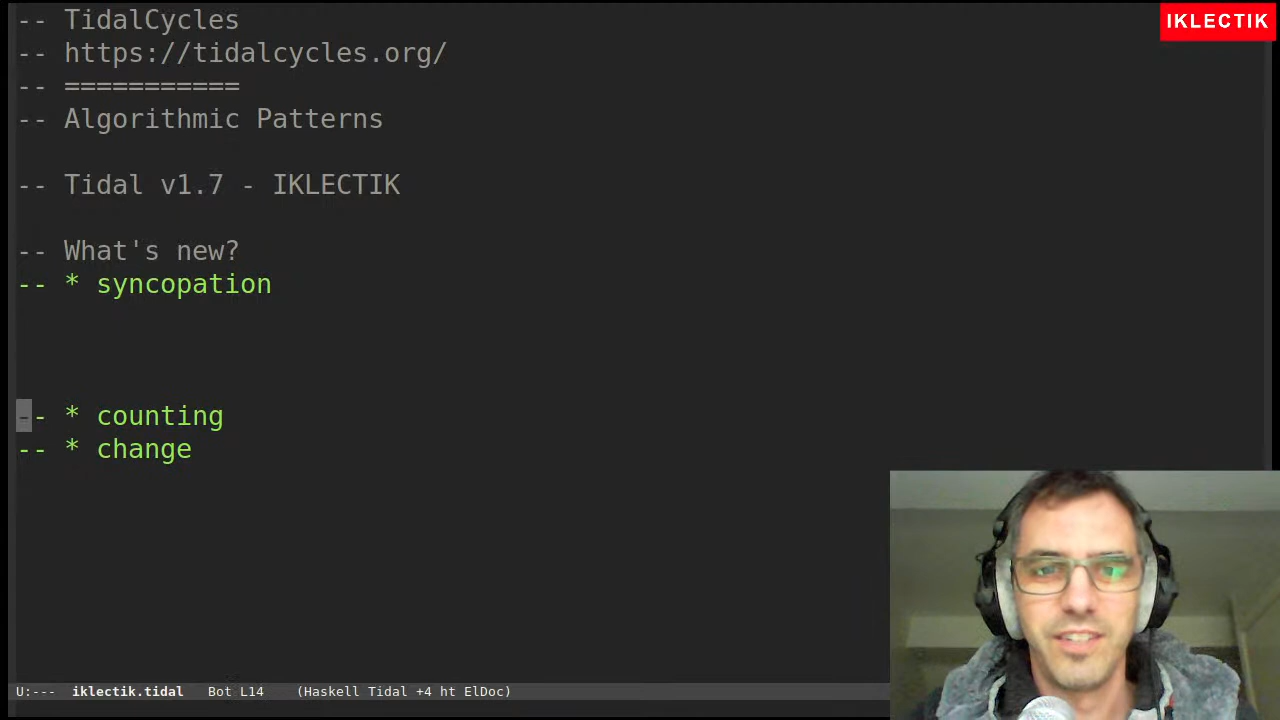 -- TidalCycles
IKLECTIK
-- https://tidalcycles.org/
-- ===========
-- Algorithmic Patterns
-- Tidal v1.7 - IKLECTIK
-- What's new?
-- * syncopation
-- * counting
-- * change
U:--- iklectik.tidal Bot L14 (Haskell Tidal +4 ht ElDoc)